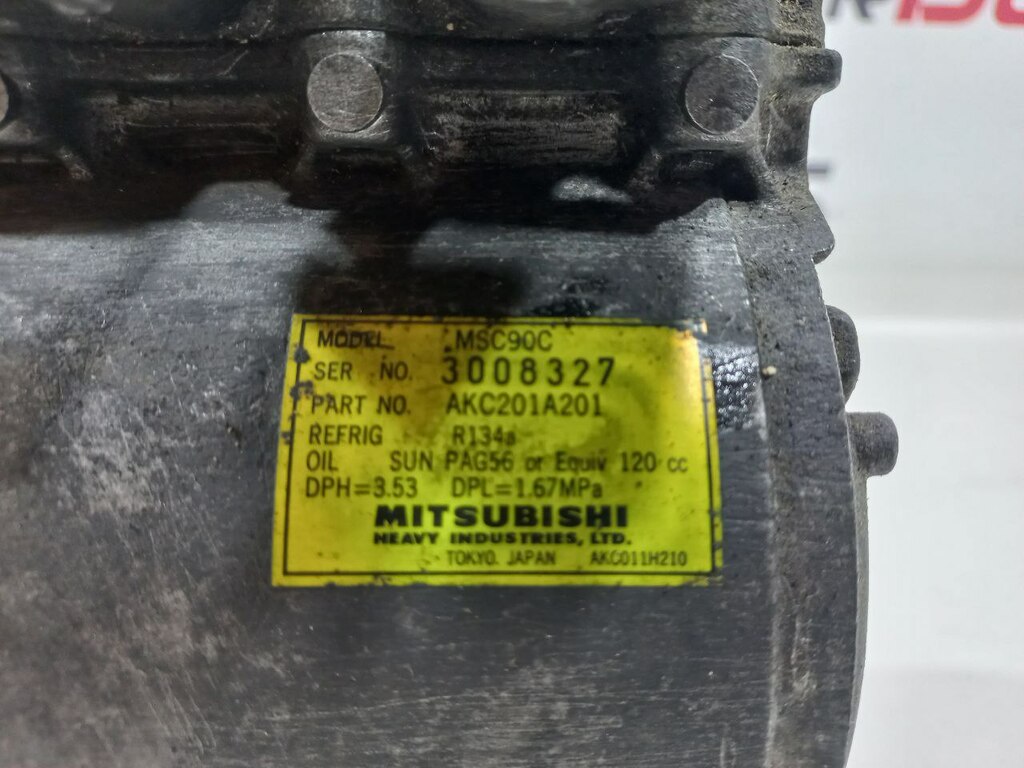 MODEL MSC90C
SER NO. 3008327
PART NO. AKC201A201
REFRIG R134a
OIL SUN PAG56 or Equiv 120 cc
DPH=3.53 DPL=1.67MPa
MITSUBISHI
HEAVY INDUSTRIES, LTD.
TOKYO. JAPAN AKC011H210